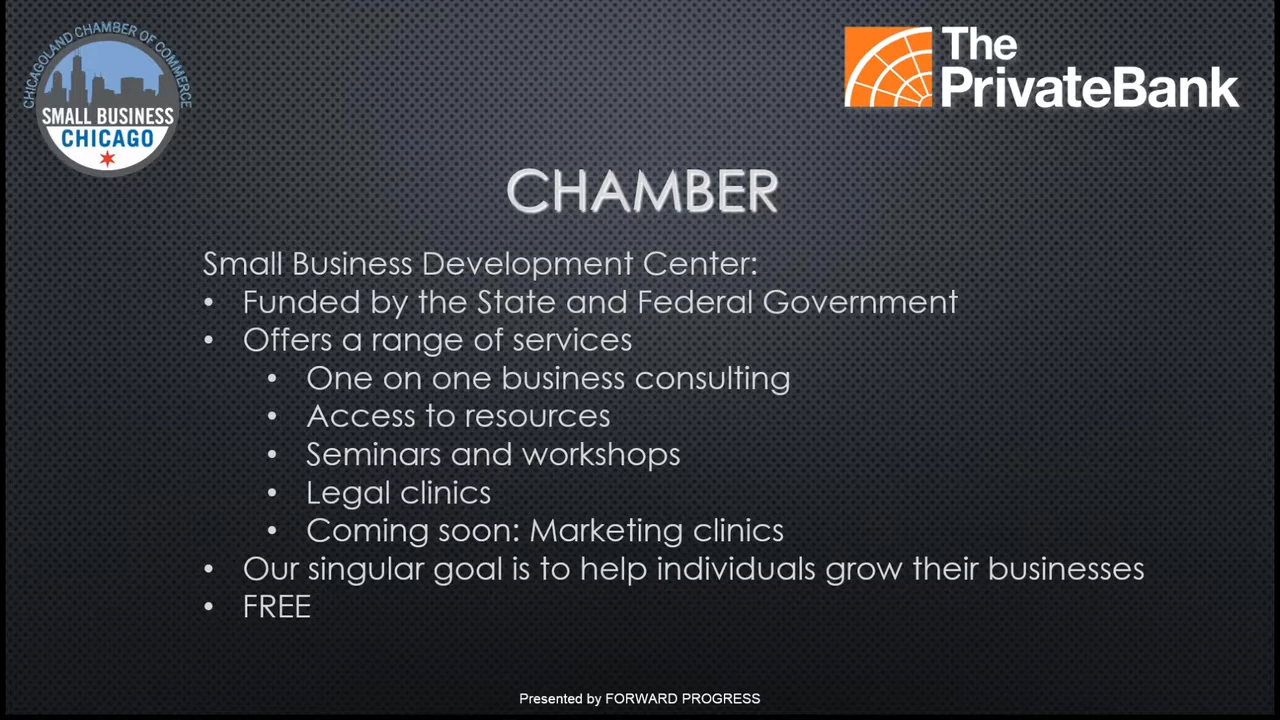 CHICAGOLAND CHAMBER OF COMMERCE
SMALL BUSINESS
CHICAGO
The
PrivateBank
CHAMBER
Small Business Development Center:
• Funded by the State and Federal Government
• Offers a range of services
• One on one business consulting
• Access to resources
• Seminars and workshops
• Legal clinics
• Coming soon: Marketing clinics
• Our singular goal is to help individuals grow their businesses
• FREE
Presented by FORWARD PROGRESS